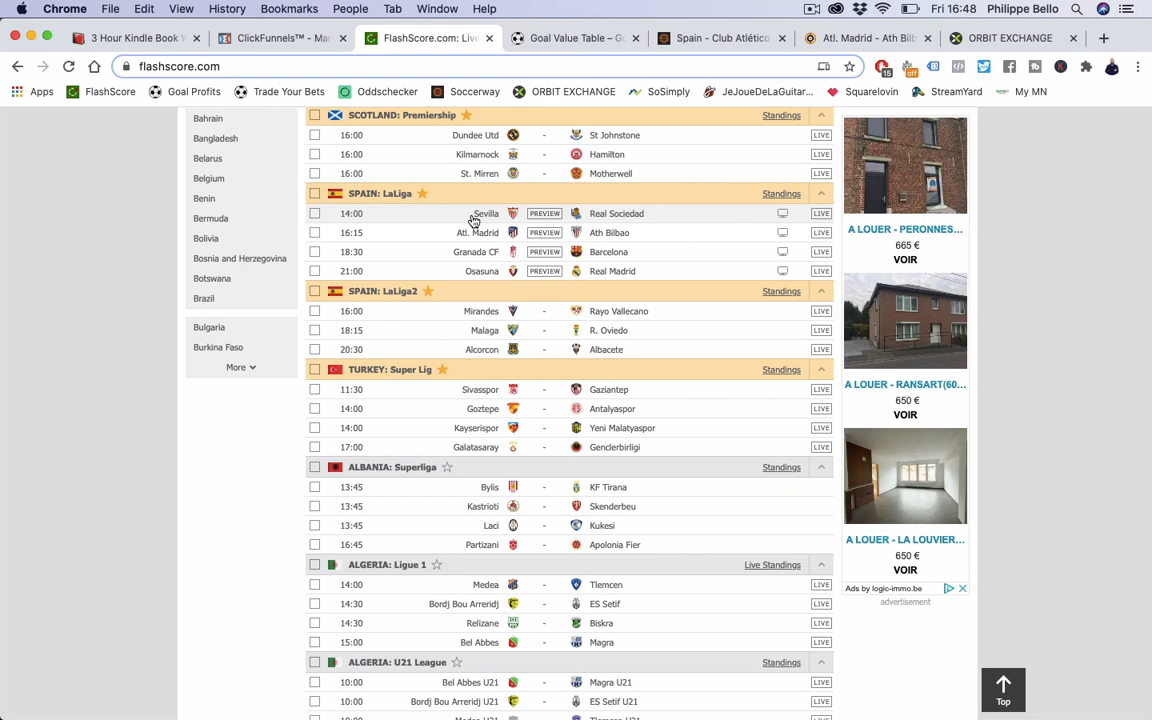 Chrome File Edit View History Bookmarks People Tab Window Help Fri 16:48 Philippe Bello
3 Hour Kindle Book W ClickFunnels™ - Mar FlashScore.com: Live Goal Value Table – Go Spain - Club Atlético Atl. Madrid - Ath Bilb ORBIT EXCHANGE
flashscore.com 15 off
Apps FlashScore Goal Profits Trade Your Bets Oddschecker Soccerway ORBIT EXCHANGE SoSimply JeJoueDeLaGuitar... Squarelovin StreamYard My MN
Bahrain
Bangladesh
Belarus
Belgium
Benin
Bermuda
Bolivia
Bosnia and Herzegovina
Botswana
Brazil
Bulgaria
Burkina Faso
More
SCOTLAND: Premiership Standings
16:00 Dundee Utd - St Johnstone LIVE
16:00 Kilmarnock - Hamilton LIVE
16:00 St. Mirren - Motherwell LIVE
SPAIN: LaLiga Standings
14:00 Sevilla PREVIEW Real Sociedad LIVE
16:15 Atl. Madrid PREVIEW Ath Bilbao LIVE
18:30 Granada CF PREVIEW Barcelona LIVE
21:00 Osasuna PREVIEW Real Madrid LIVE
SPAIN: LaLiga2 Standings
16:00 Mirandes - Rayo Vallecano LIVE
18:15 Malaga - R. Oviedo LIVE
20:30 Alcorcon - Albacete LIVE
TURKEY: Super Lig Standings
11:30 Sivasspor - Gaziantep LIVE
14:00 Goztepe - Antalyaspor LIVE
14:00 Kayserispor - Yeni Malatyaspor LIVE
17:00 Galatasaray - Genclerbirligi LIVE
ALBANIA: Superliga Standings
13:45 Bylis - KF Tirana
13:45 Kastrioti - Skenderbeu
13:45 Laci - Kukesi
16:45 Partizani - Apolonia Fier
ALGERIA: Ligue 1 Live Standings
14:00 Medea - Tlemcen LIVE
14:30 Bordj Bou Arreridj - ES Setif LIVE
14:30 Relizane - Biskra LIVE
15:00 Bel Abbes - Magra LIVE
ALGERIA: U21 League Standings
10:00 Bel Abbes U21 - Magra U21 LIVE
10:00 Bordj Bou Arreridj U21 - ES Setif U21 LIVE
A LOUER - PERONNES...
665 €
VOIR
A LOUER - RANSART(60...
650 €
VOIR
A LOUER - LA LOUVIER...
650 €
VOIR
Ads by logic-immo.be
advertisement
Top